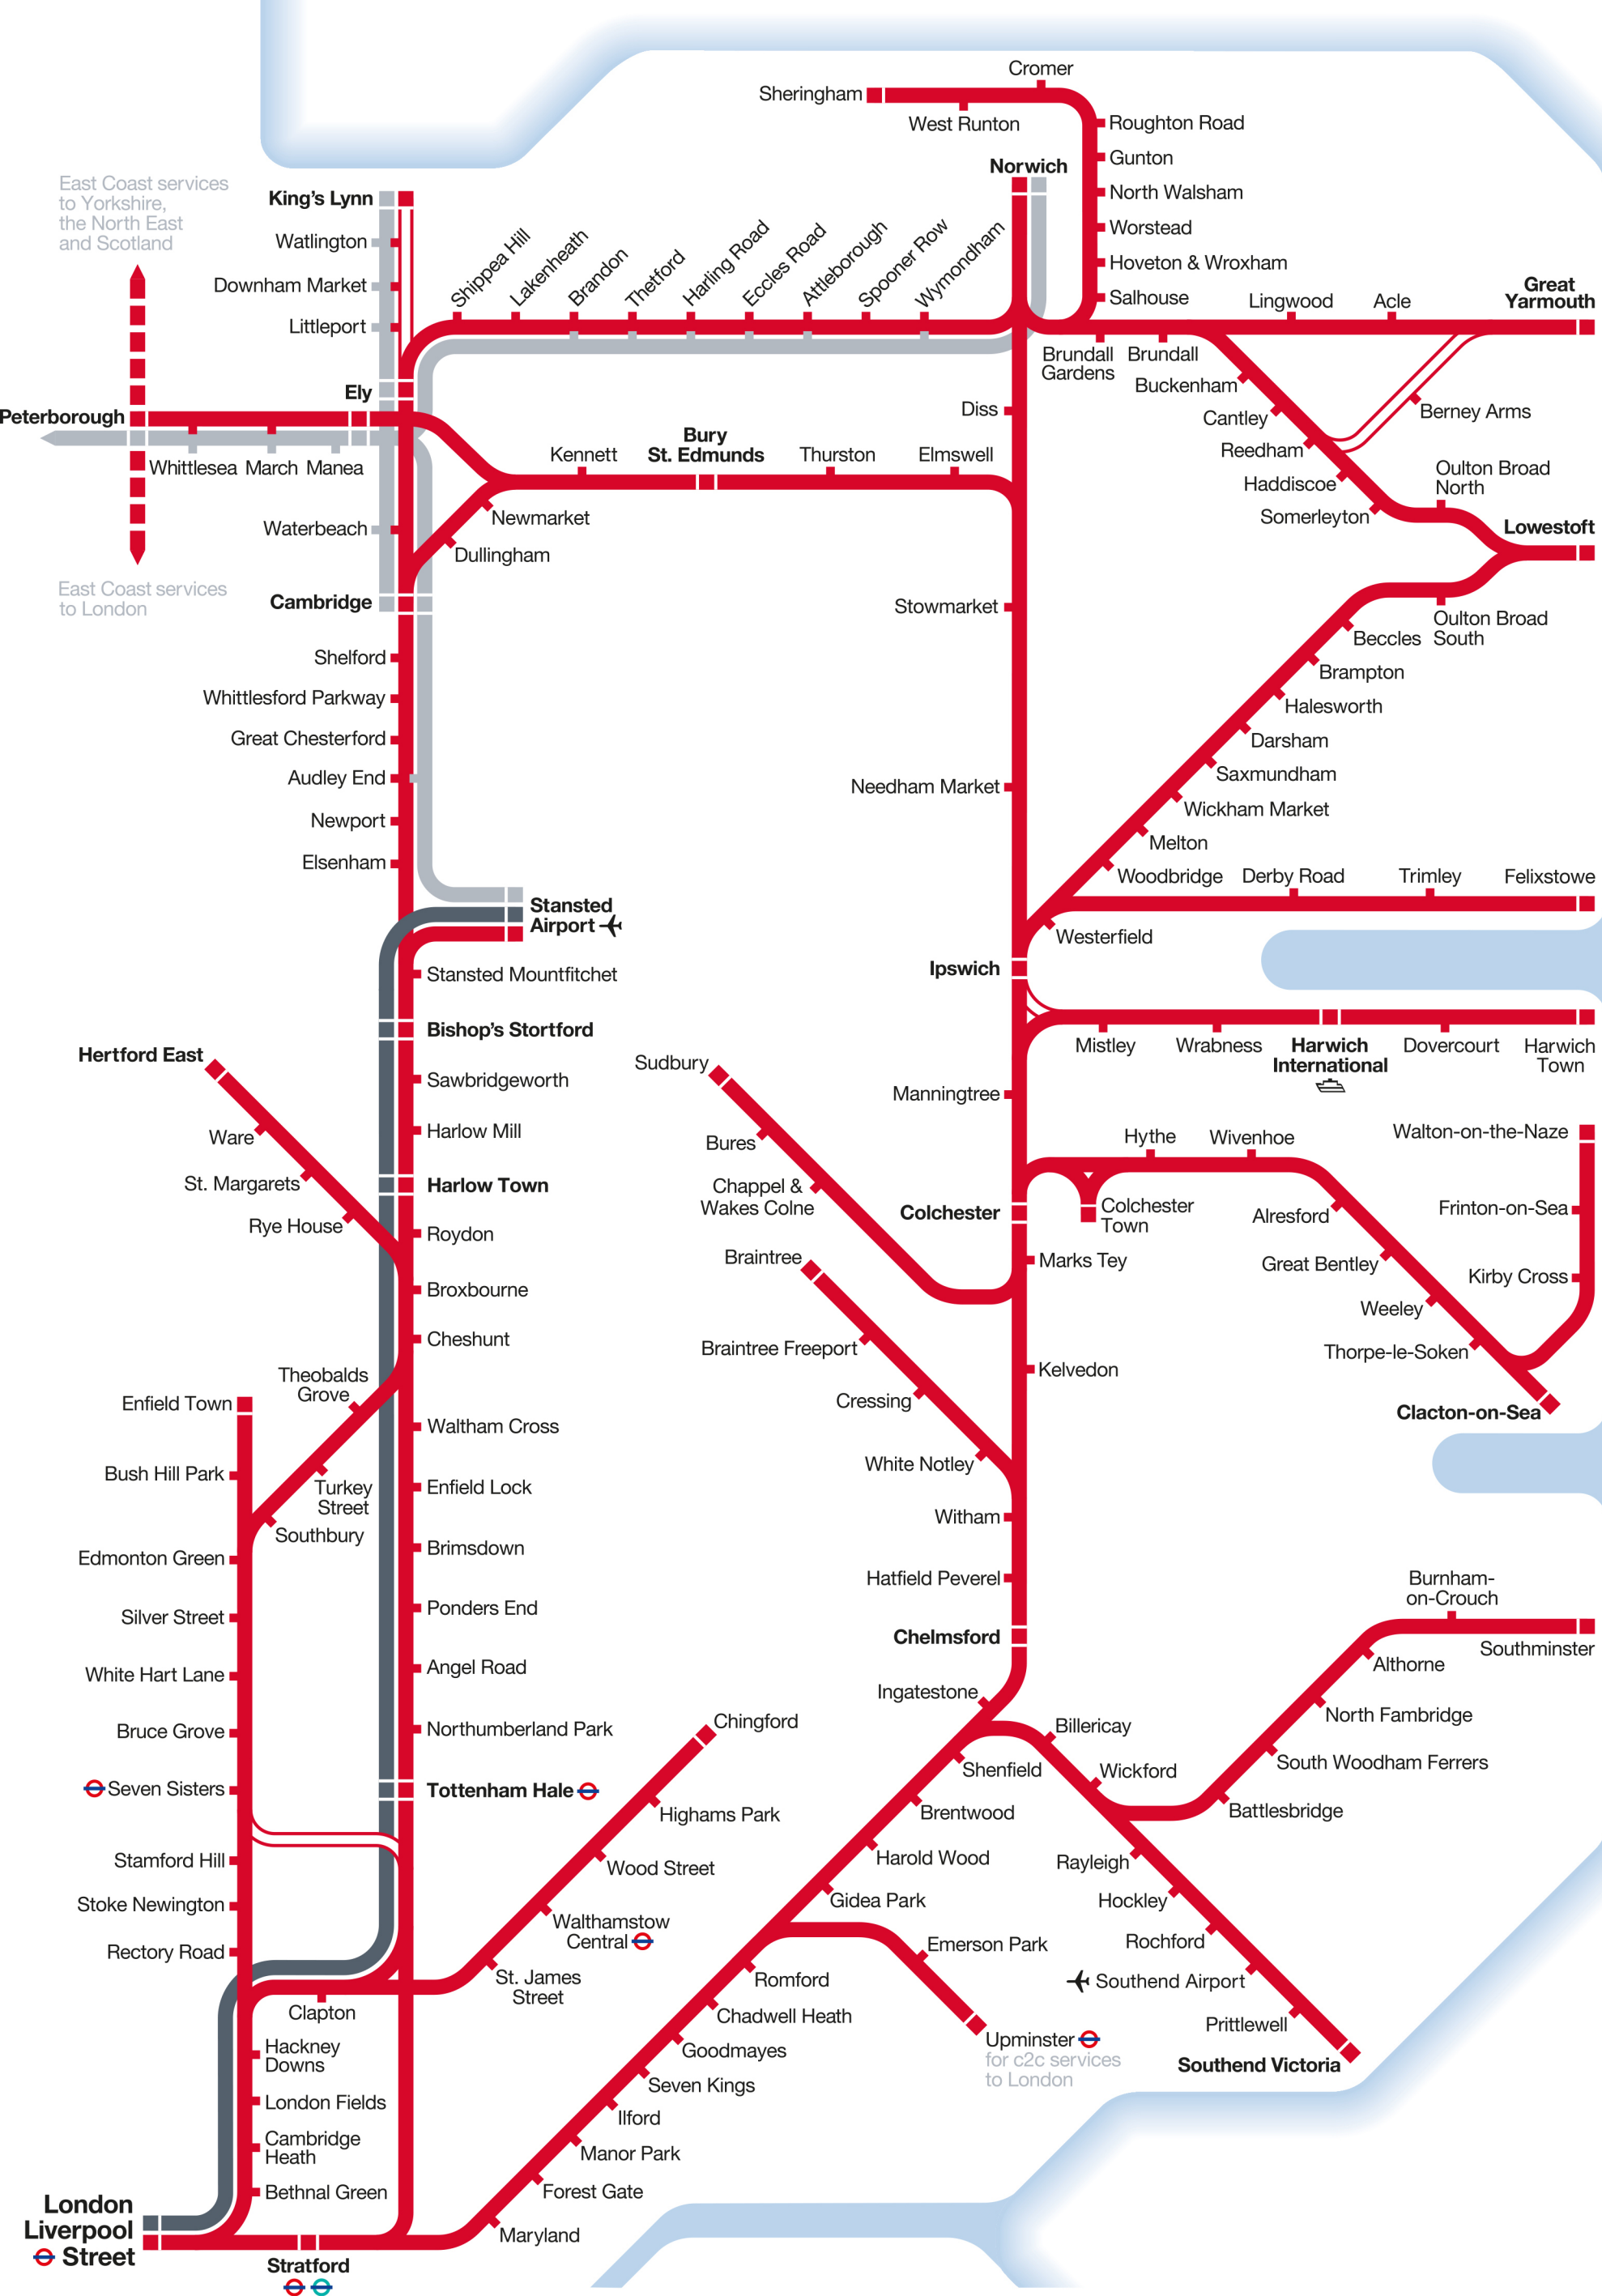 Cromer
Sheringham
West Runton
Roughton Road
Gunton
North Walsham
Worstead
Hoveton & Wroxham
Salhouse
Norwich
East Coast services
to Yorkshire,
the North East
and Scotland
King's Lynn
Watlington
Downham Market
Littleport
Ely
Shippea Hill
Lakenheath
Brandon
Thetford
Harling Road
Eccles Road
Attleborough
Spooner Row
Wymondham
Lingwood
Acle
Great
Yarmouth
Brundall
Gardens
Brundall
Buckenham
Cantley
Reedham
Haddiscoe
Somerleyton
Berney Arms
Oulton Broad
North
Lowestoft
Peterborough
Whittlesea
March
Manea
Diss
Bury
St. Edmunds
Kennett
Thurston
Elmswell
Newmarket
Dullingham
Waterbeach
East Coast services
to London
Cambridge
Stowmarket
Oulton Broad
South
Beccles
Brampton
Halesworth
Darsham
Saxmundham
Wickham Market
Melton
Woodbridge
Shelford
Whittlesford Parkway
Great Chesterford
Audley End
Newport
Elsenham
Needham Market
Derby Road
Trimley
Felixstowe
Westerfield
Stansted
Airport
Stansted Mountfitchet
Ipswich
Bishop's Stortford
Mistley
Wrabness
Harwich
International
Dovercourt
Harwich
Town
Hertford East
Ware
St. Margarets
Rye House
Sawbridgeworth
Harlow Mill
Harlow Town
Roydon
Broxbourne
Cheshunt
Sudbury
Bures
Chappel &
Wakes Colne
Manningtree
Hythe
Wivenhoe
Walton-on-the-Naze
Frinton-on-Sea
Kirby Cross
Colchester
Colchester
Town
Alresford
Great Bentley
Weeley
Thorpe-le-Soken
Clacton-on-Sea
Marks Tey
Braintree
Braintree Freeport
Cressing
White Notley
Kelvedon
Theobalds
Grove
Turkey
Street
Southbury
Enfield Town
Bush Hill Park
Edmonton Green
Silver Street
White Hart Lane
Bruce Grove
Seven Sisters
Stamford Hill
Stoke Newington
Rectory Road
Waltham Cross
Enfield Lock
Brimsdown
Ponders End
Angel Road
Northumberland Park
Tottenham Hale
Witham
Hatfield Peverel
Chelmsford
Ingatestone
Burnham-
on-Crouch
Southminster
Althorne
North Fambridge
South Woodham Ferrers
Battlesbridge
Billericay
Wickford
Shenfield
Brentwood
Harold Wood
Gidea Park
Rayleigh
Hockley
Rochford
Southend Airport
Prittlewell
Southend Victoria
Chingford
Highams Park
Wood Street
Walthamstow
Central
St. James
Street
Clapton
Hackney
Downs
London Fields
Cambridge
Heath
Bethnal Green
Emerson Park
Upminster
for c2c services
to London
Romford
Chadwell Heath
Goodmayes
Seven Kings
Ilford
Manor Park
Forest Gate
Maryland
London
Liverpool
Street
Stratford